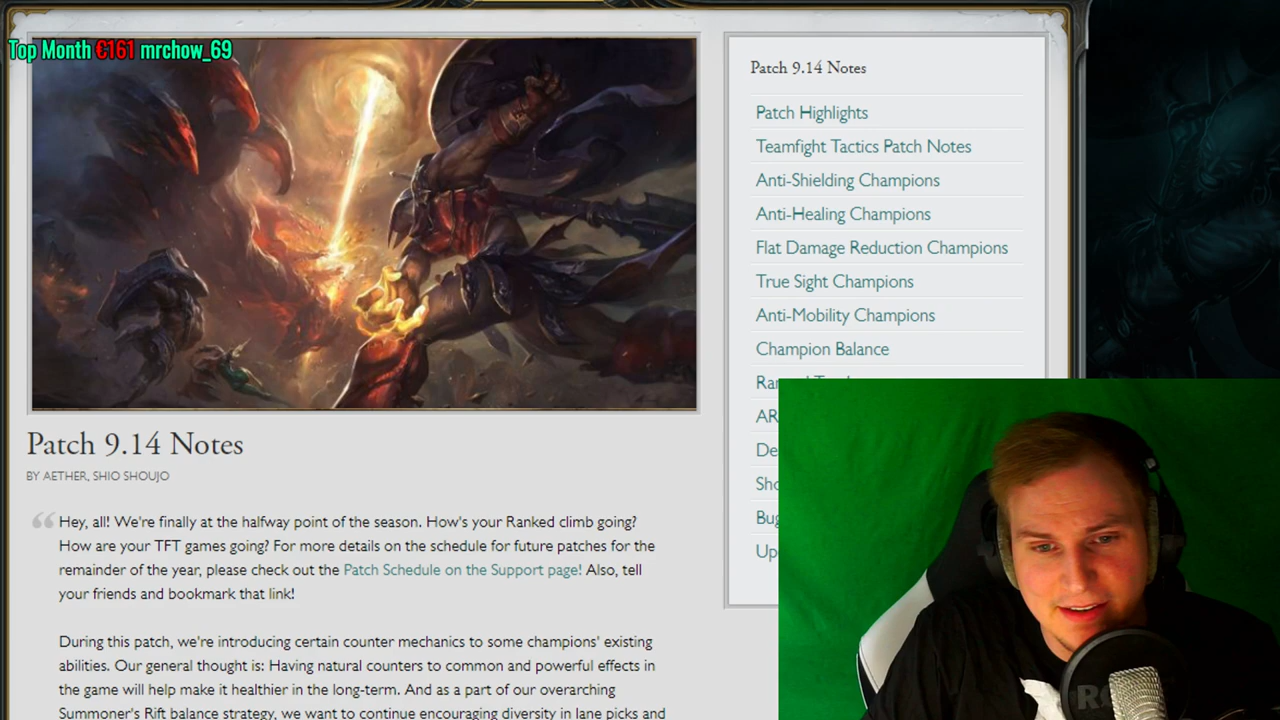 Top Month €161 mrchow_69
Patch 9.14 Notes
Patch Highlights
Teamfight Tactics Patch Notes
Anti-Shielding Champions
Anti-Healing Champions
Flat Damage Reduction Champions
True Sight Champions
Anti-Mobility Champions
Champion Balance
AR
De
Sho
Bug
Up
Patch 9.14 Notes
BY AETHER, SHIO SHOUJO
Hey, all! We're finally at the halfway point of the season. How's your Ranked climb going?
How are your TFT games going? For more details on the schedule for future patches for the
remainder of the year, please check out the Patch Schedule on the Support page! Also, tell
your friends and bookmark that link!
During this patch, we're introducing certain counter mechanics to some champions' existing
abilities. Our general thought is: Having natural counters to common and powerful effects in
the game will help make it healthier in the long-term. And as a part of our overarching
Summoner's Rift balance strategy, we want to continue encouraging diversity in lane picks and